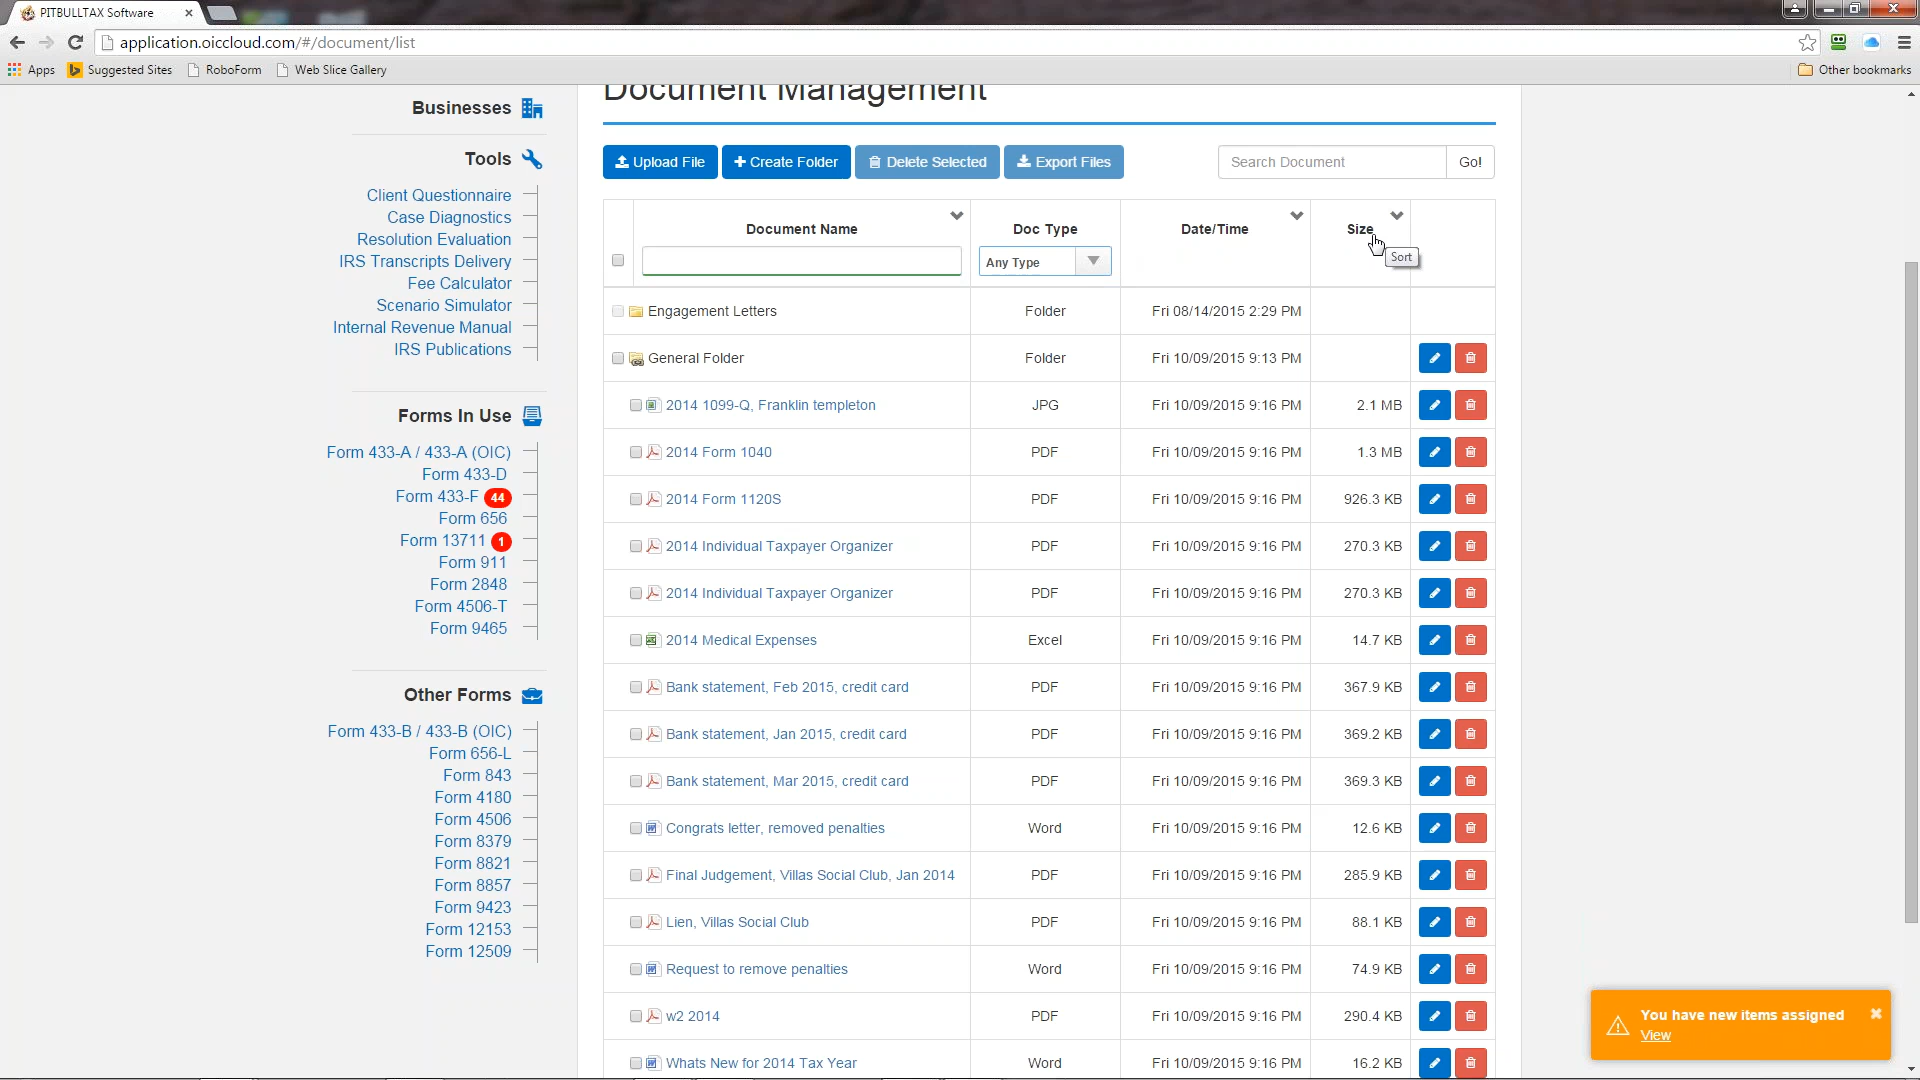 PITBULLTAX Software
application.oiccloud.com/#/document/list
Apps Suggested Sites RoboForm Web Slice Gallery Other bookmarks
Businesses
Tools
Client Questionnaire
Case Diagnostics
Resolution Evaluation
IRS Transcripts Delivery
Fee Calculator
Scenario Simulator
Internal Revenue Manual
IRS Publications
Forms In Use
Form 433-A / 433-A (OIC)
Form 433-D
Form 433-F 44
Form 656
Form 13711 1
Form 911
Form 2848
Form 4506-T
Form 9465
Other Forms
Form 433-B / 433-B (OIC)
Form 656-L
Form 843
Form 4180
Form 4506
Form 8379
Form 8821
Form 8857
Form 9423
Form 12153
Form 12509
Document Management
Upload File Create Folder Delete Selected Export Files Search Document Go!
Document Name Doc Type Date/Time Size
Any Type Sort
Engagement Letters Folder Fri 08/14/2015 2:29 PM
General Folder Folder Fri 10/09/2015 9:13 PM
2014 1099-Q, Franklin templeton JPG Fri 10/09/2015 9:16 PM 2.1 MB
2014 Form 1040 PDF Fri 10/09/2015 9:16 PM 1.3 MB
2014 Form 1120S PDF Fri 10/09/2015 9:16 PM 926.3 KB
2014 Individual Taxpayer Organizer PDF Fri 10/09/2015 9:16 PM 270.3 KB
2014 Individual Taxpayer Organizer PDF Fri 10/09/2015 9:16 PM 270.3 KB
2014 Medical Expenses Excel Fri 10/09/2015 9:16 PM 14.7 KB
Bank statement, Feb 2015, credit card PDF Fri 10/09/2015 9:16 PM 367.9 KB
Bank statement, Jan 2015, credit card PDF Fri 10/09/2015 9:16 PM 369.2 KB
Bank statement, Mar 2015, credit card PDF Fri 10/09/2015 9:16 PM 369.3 KB
Congrats letter, removed penalties Word Fri 10/09/2015 9:16 PM 12.6 KB
Final Judgement, Villas Social Club, Jan 2014 PDF Fri 10/09/2015 9:16 PM 285.9 KB
Lien, Villas Social Club PDF Fri 10/09/2015 9:16 PM 88.1 KB
Request to remove penalties Word Fri 10/09/2015 9:16 PM 74.9 KB
w2 2014 PDF Fri 10/09/2015 9:16 PM 290.4 KB
Whats New for 2014 Tax Year Word Fri 10/09/2015 9:16 PM 16.2 KB
You have new items assigned
View